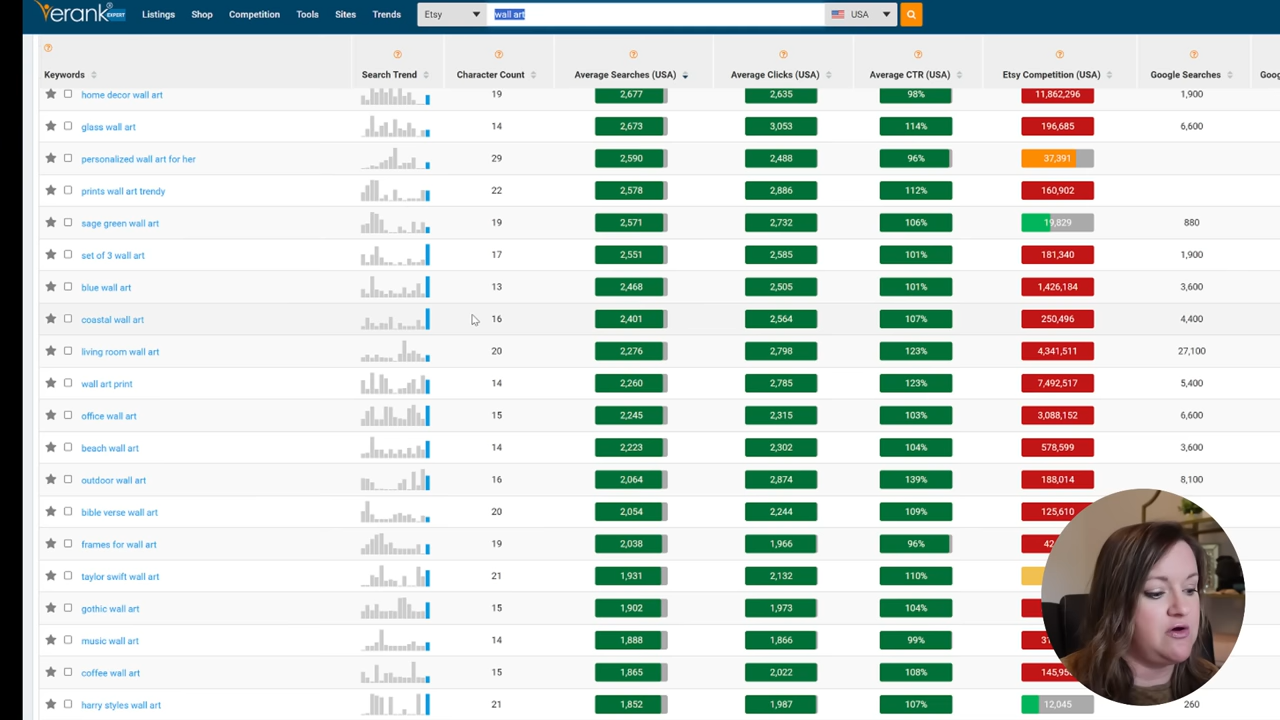 erank EXPERT Listings Shop Competition Tools Sites Trends Etsy wall art USA
Keywords Search Trend Character Count Average Searches (USA) Average Clicks (USA) Average CTR (USA) Etsy Competition (USA) Google Searches Goog
home decor wall art 19 2,677 2,635 98% 11,862,296 1,900
glass wall art 14 2,673 3,053 114% 196,685 6,600
personalized wall art for her 29 2,590 2,488 96% 37,391
prints wall art trendy 22 2,578 2,886 112% 160,902
sage green wall art 19 2,571 2,732 106% 19,829 880
set of 3 wall art 17 2,551 2,585 101% 181,340 1,900
blue wall art 13 2,468 2,505 101% 1,426,184 3,600
coastal wall art 16 2,401 2,564 107% 250,496 4,400
living room wall art 20 2,276 2,798 123% 4,341,511 27,100
wall art print 14 2,260 2,785 123% 7,492,517 5,400
office wall art 15 2,245 2,315 103% 3,088,152 6,600
beach wall art 14 2,223 2,302 104% 578,599 3,600
outdoor wall art 16 2,064 2,874 139% 188,014 8,100
bible verse wall art 20 2,054 2,244 109% 125,610
frames for wall art 19 2,038 1,966 96%
taylor swift wall art 21 1,931 2,132 110%
gothic wall art 15 1,902 1,973 104%
music wall art 14 1,888 1,866 99%
coffee wall art 15 1,865 2,022 108%
harry styles wall art 21 1,852 1,987 107% 12,045 260